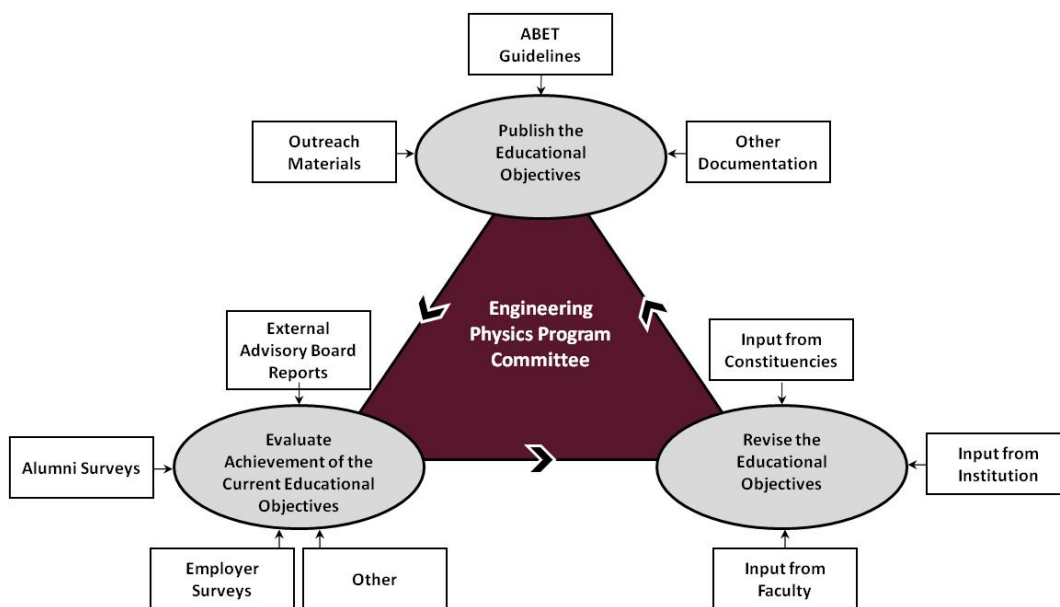 ABET
Guidelines
Outreach
Materials
Publish the
Educational
Objectives
Other
Documentation
Engineering
Physics Program
Committee
External
Advisory Board
Reports
Input from
Constituencies
Alumni Surveys
Evaluate
Achievement of the
Current Educational
Objectives
Revise the
Educational
Objectives
Input from
Institution
Employer
Surveys
Other
Input from
Faculty